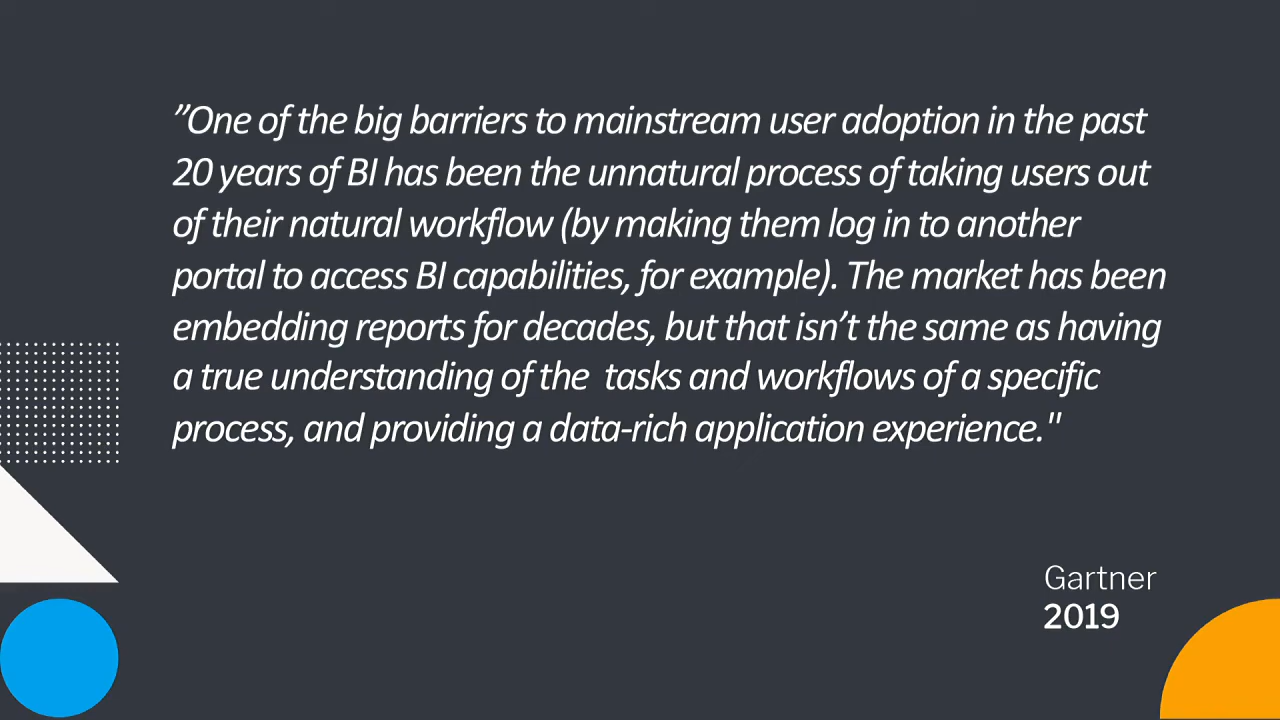 ”One of the big barriers to mainstream user adoption in the past
20 years of BI has been the unnatural process of taking users out
of their natural workflow (by making them log in to another
portal to access BI capabilities, for example). The market has been
embedding reports for decades, but that isn’t the same as having
a true understanding of the  tasks and workflows of a specific
process, and providing a data-rich application experience."
Gartner
2019